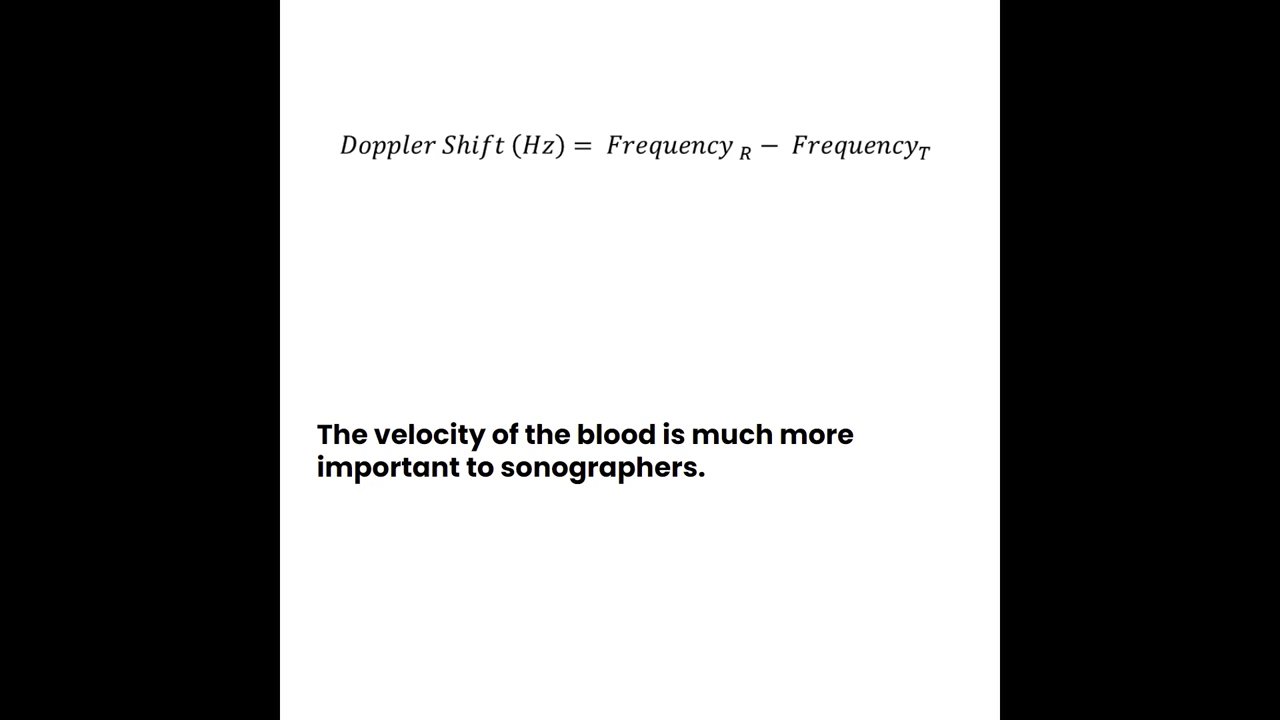 Doppler Shift (Hz) = Frequency R − Frequency T
The velocity of the blood is much more
important to sonographers.